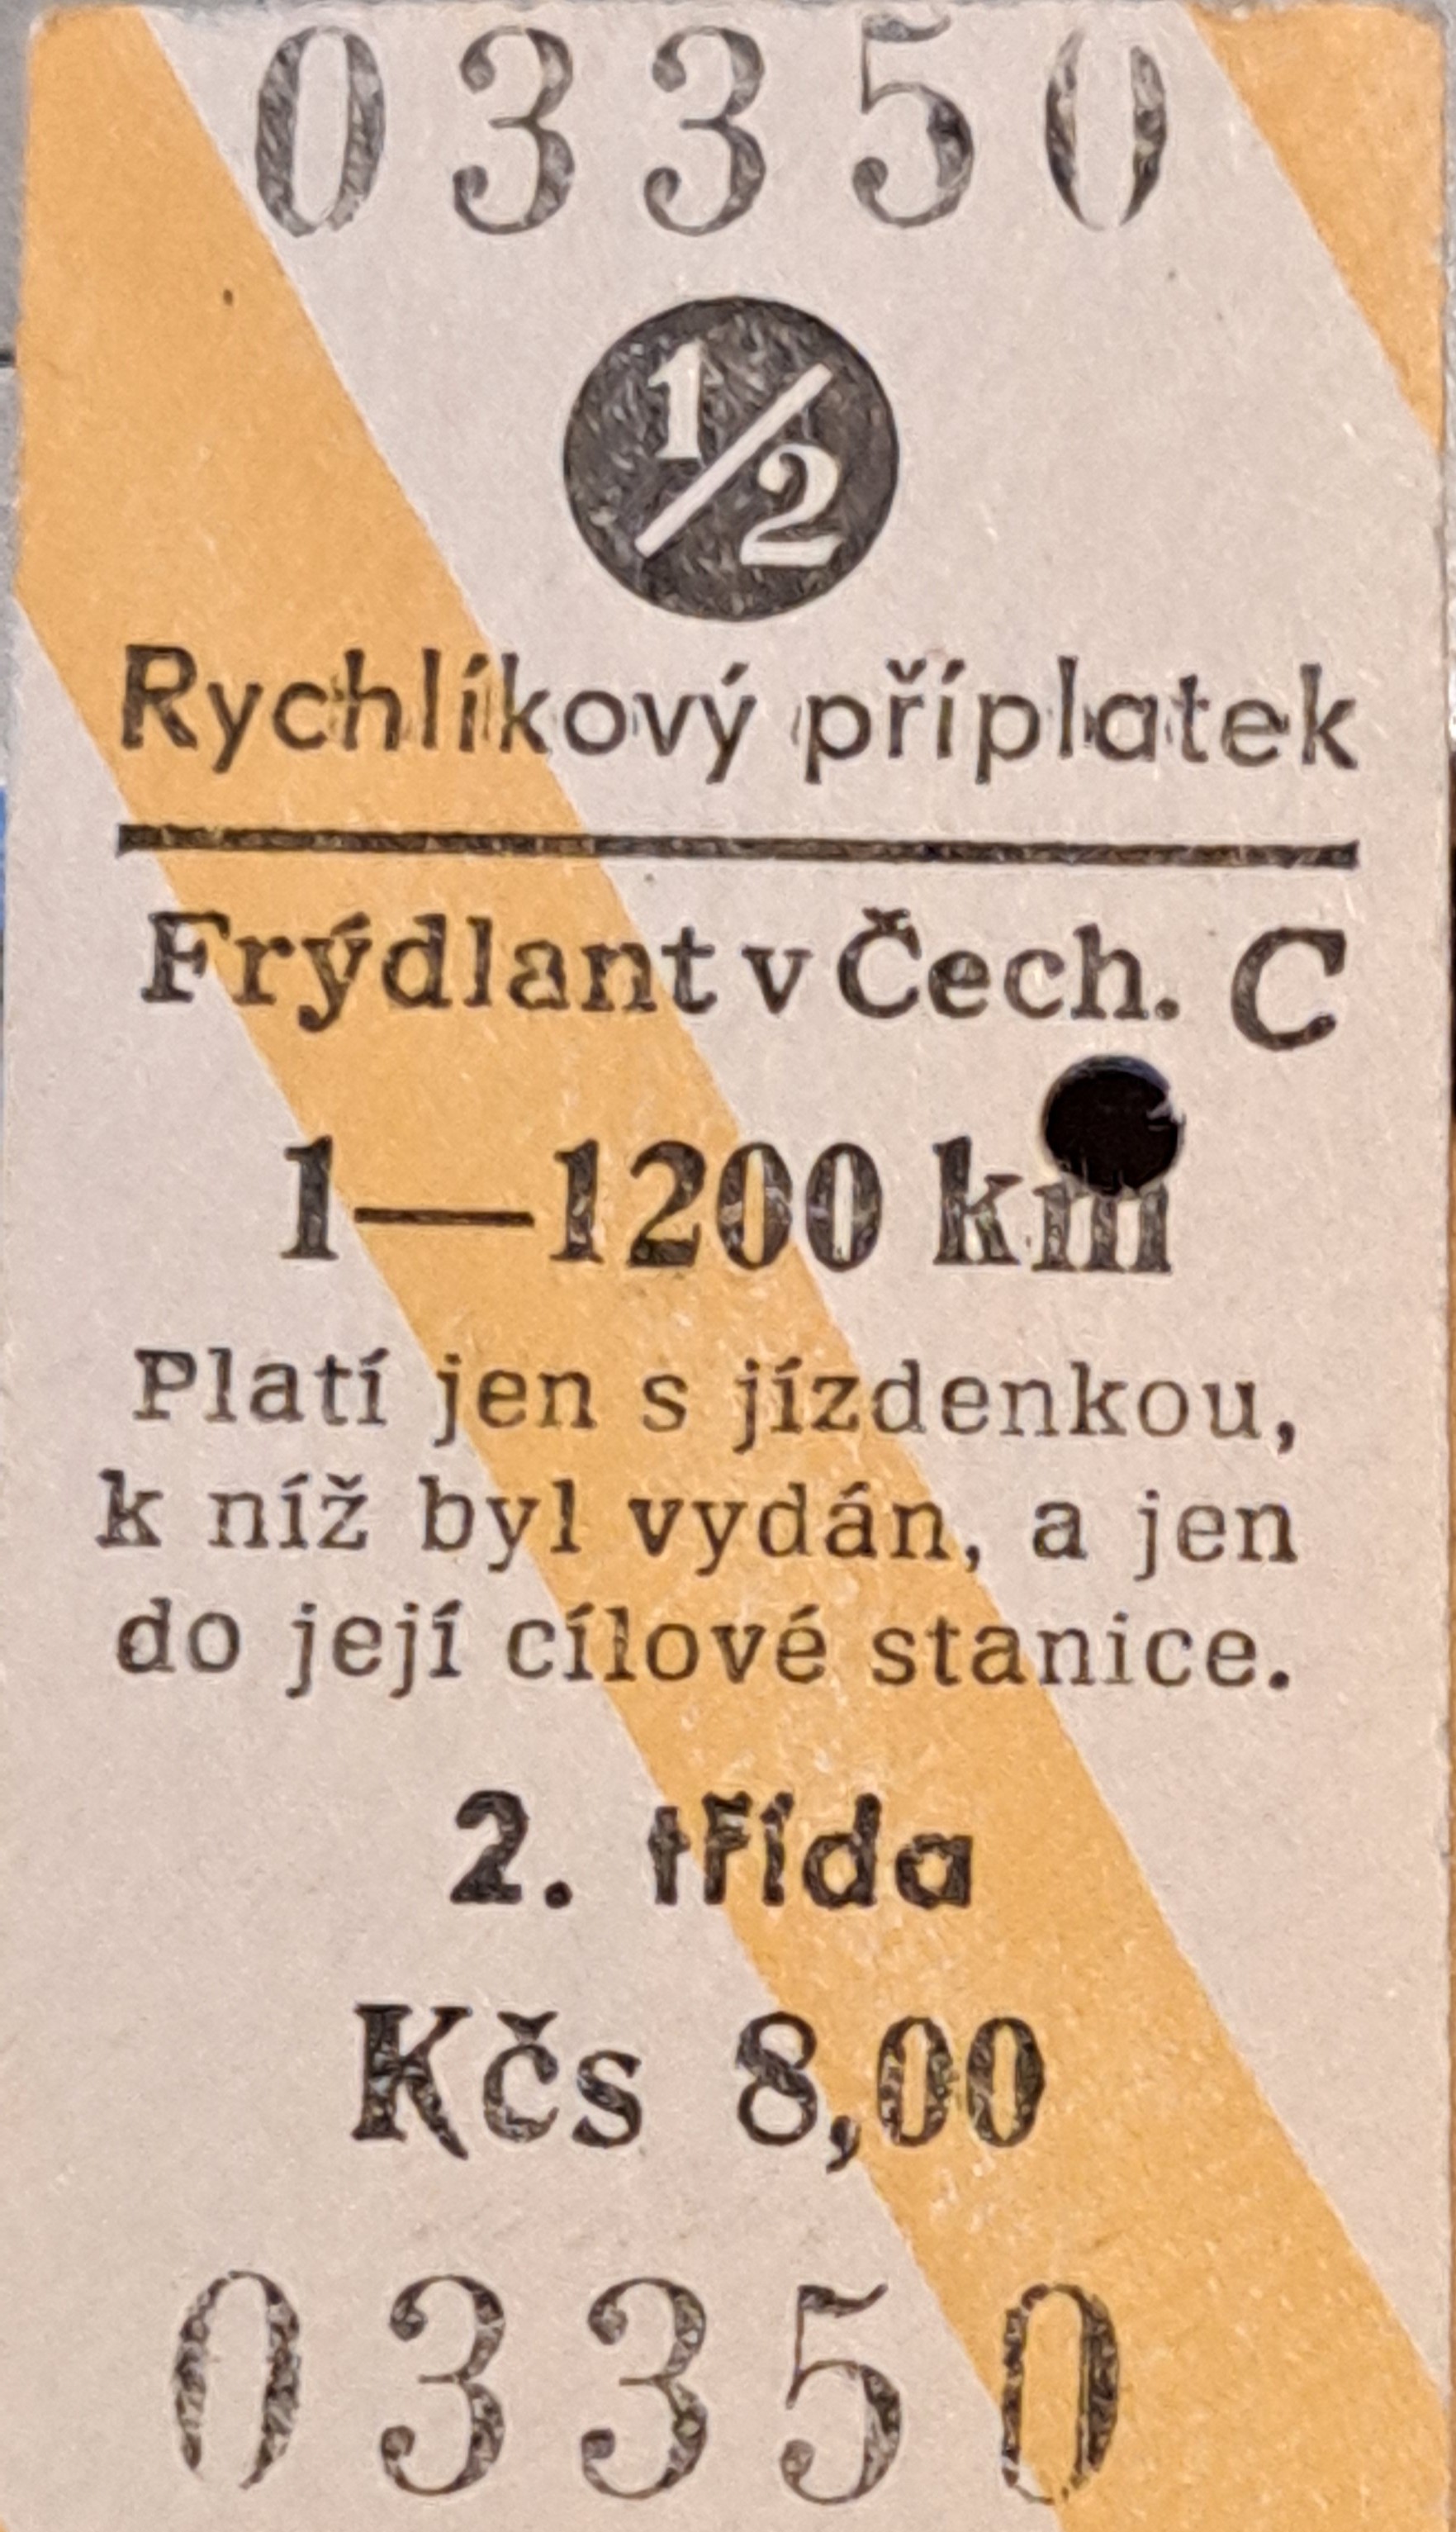 03350
1/2
Rychlíkový příplatek
Frýdlant v Čech. C
1—1200 km
Platí jen s jízdenkou,
k níž byl vydán, a jen
do její cílové stanice.
2. třída
Kčs 8,00
03350